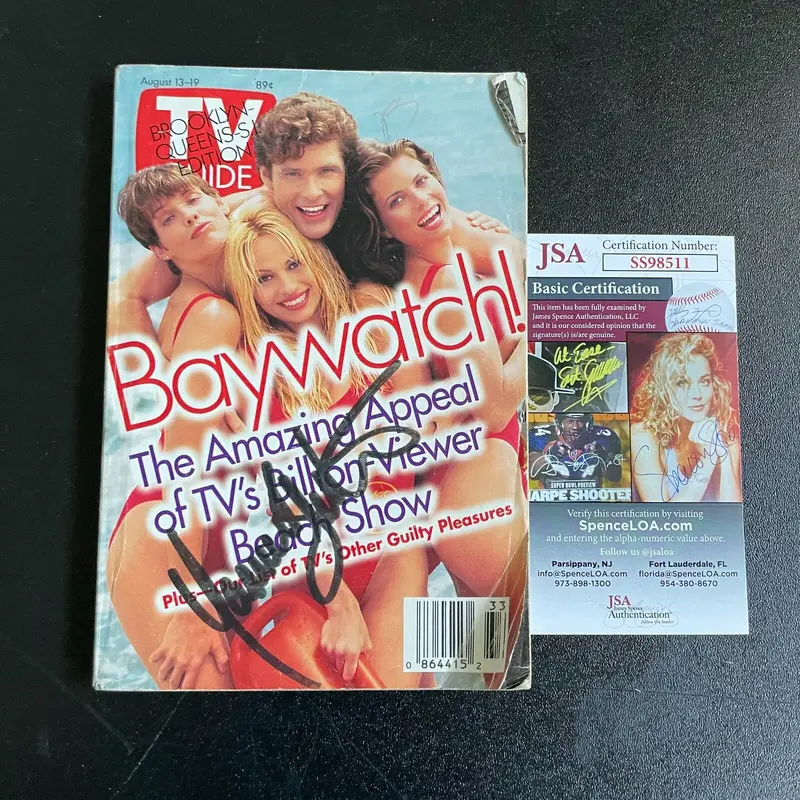 August 13–19
89¢
TV
GUIDE
BROOKLYN-
QUEENS-S.I.
EDITION
Baywatch!
The Amazing Appeal
of TV's Billion-Viewer
Beach Show
Plus—Our List of TV's Other Guilty Pleasures
33
0 864415 2
JSA
Certification Number:
SS98511
Basic Certification
This item has been fully examined by
James Spence Authentication, LLC
and it is our considered opinion that the
signature(s) is/are genuine.
SUPER BOWL PREVIEW
ARPE SHOOTER
Verify this certification by visiting
SpenceLOA.com
and entering the alpha-numeric value above.
Follow us @jsaloa
Parsippany, NJ
info@SpenceLOA.com
973-898-1300
Fort Lauderdale, FL
florida@SpenceLOA.com
954-380-8670
JSA
James Spence
Authentication